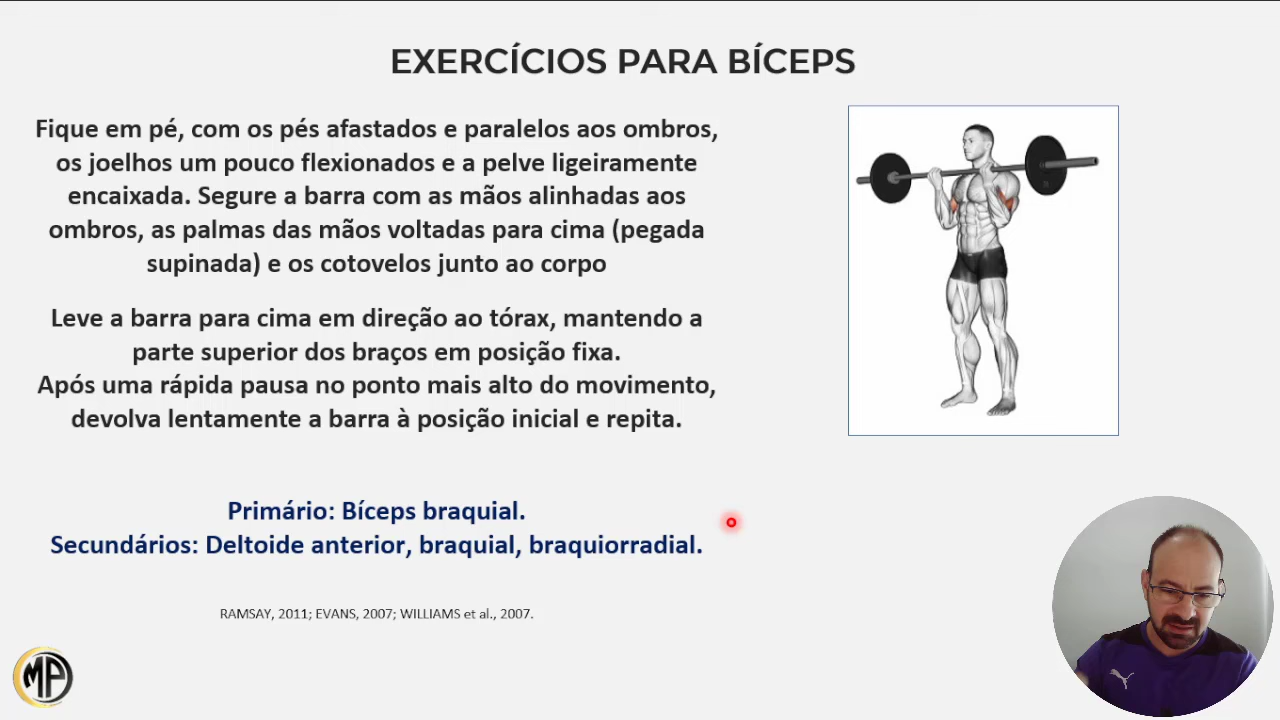 EXERCÍCIOS PARA BÍCEPS
Fique em pé, com os pés afastados e paralelos aos ombros,
os joelhos um pouco flexionados e a pelve ligeiramente
encaixada. Segure a barra com as mãos alinhadas aos
ombros, as palmas das mãos voltadas para cima (pegada
supinada) e os cotovelos junto ao corpo
Leve a barra para cima em direção ao tórax, mantendo a
parte superior dos braços em posição fixa.
Após uma rápida pausa no ponto mais alto do movimento,
devolva lentamente a barra à posição inicial e repita.
Primário: Bíceps braquial.
Secundários: Deltoide anterior, braquial, braquiorradial.
RAMSAY, 2011; EVANS, 2007; WILLIAMS et al., 2007.
MP